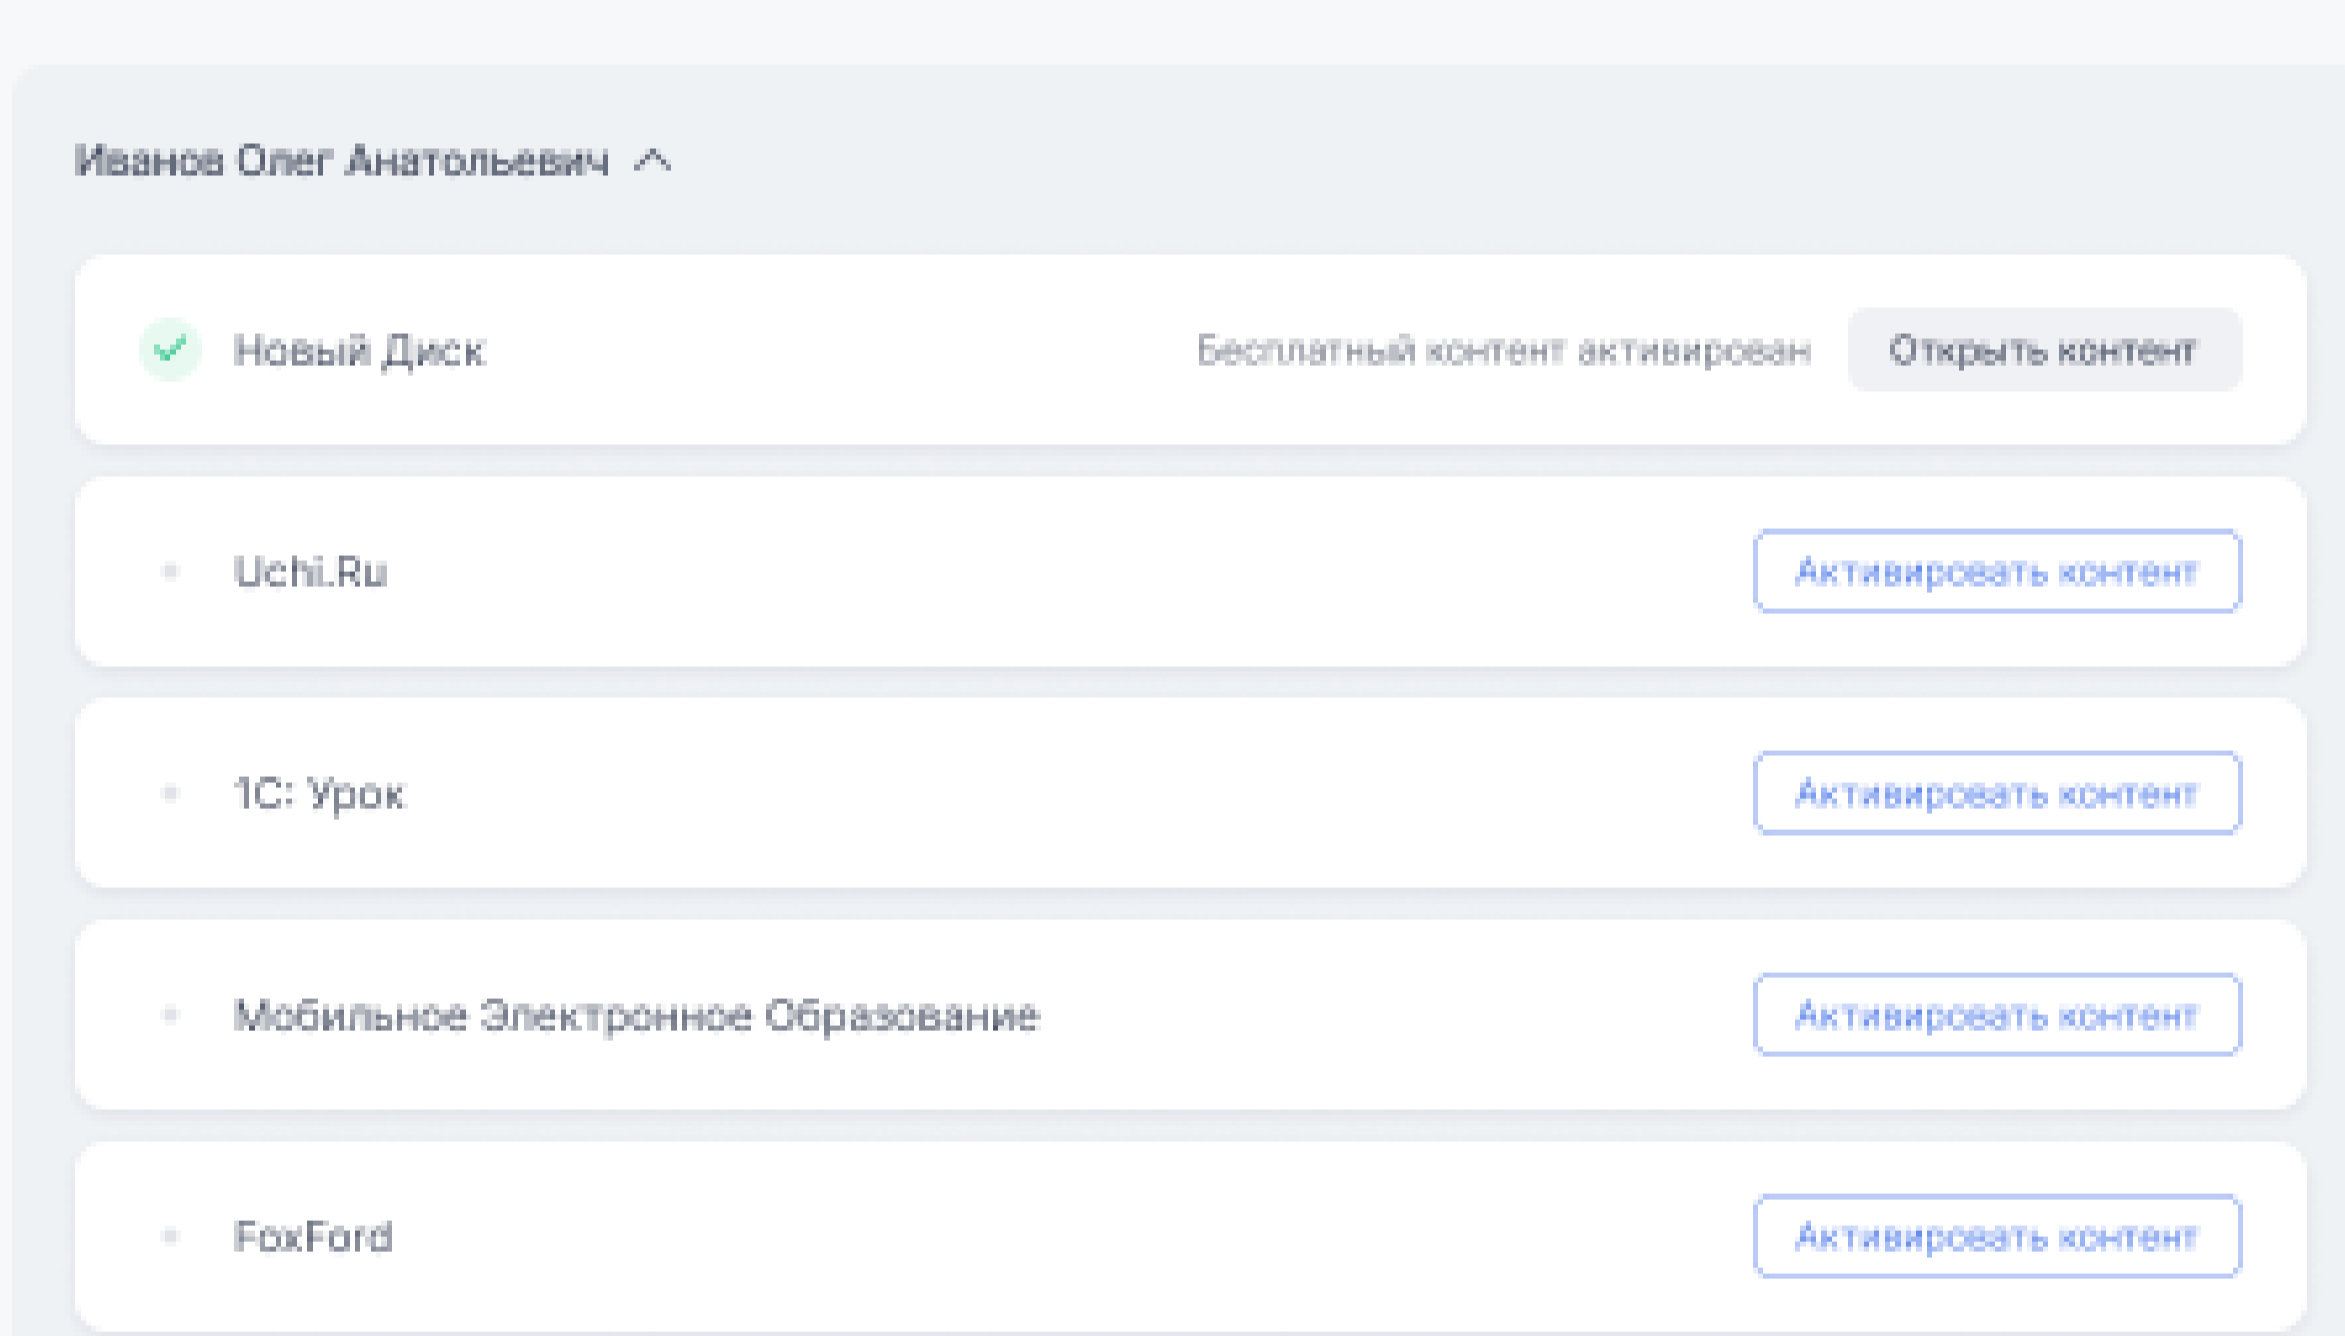 Иванов Олег Анатольевич
Новый Диск Бесплатный контент активирован Открыть контент
Uchi.Ru Активировать контент
1С: Урок Активировать контент
Мобильное Электронное Образование Активировать контент
FoxFord Активировать контент